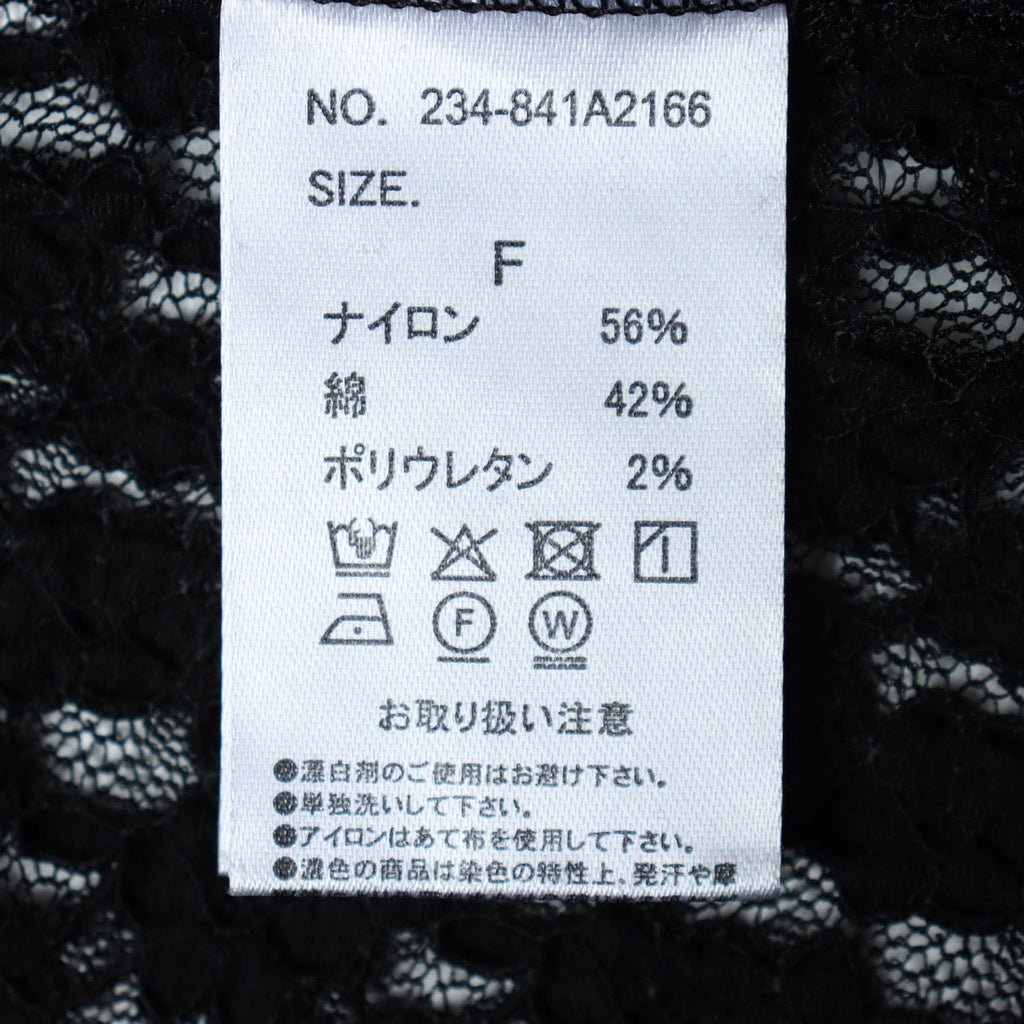 NO. 234-841A2166
SIZE.
F
ナイロン 56%
綿 42%
ポリウレタン 2%
F W
お取り扱い注意
●漂白剤のご使用はお避け下さい。
●単独洗いして下さい。
●アイロンはあて布を使用して下さい。
●濃色の商品は染色の特性上、発汗や摩